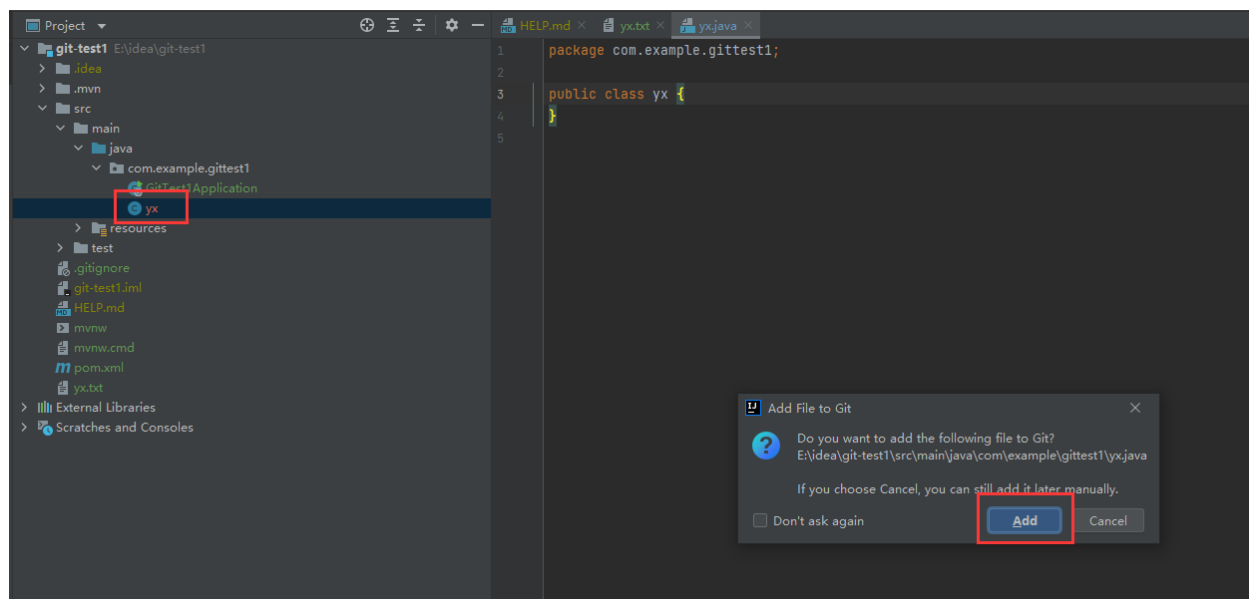 Project
HELP.md
yx.txt
yx.java
git-test1 E:\idea\git-test1
.idea
.mvn
src
main
java
com.example.gittest1
GitTest1Application
yx
resources
test
.gitignore
git-test1.iml
HELP.md
mvnw
mvnw.cmd
pom.xml
yx.txt
External Libraries
Scratches and Consoles
1 package com.example.gittest1;
2
3 public class yx {
4 }
5
Add File to Git
Do you want to add the following file to Git?
E:\idea\git-test1\src\main\java\com\example\gittest1\yx.java
If you choose Cancel, you can still add it later manually.
Don't ask again
Add
Cancel